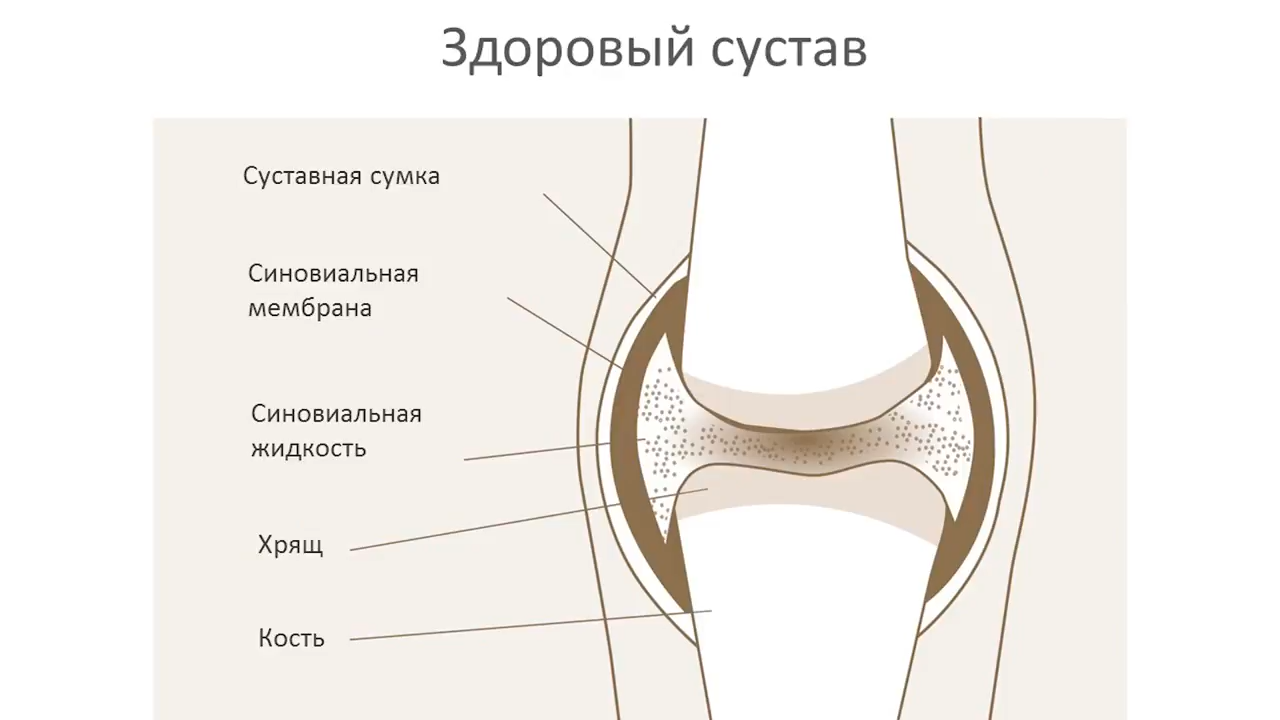 Здоровый сустав
Суставная сумка
Синовиальная
мембрана
Синовиальная
жидкость
Хрящ
Кость